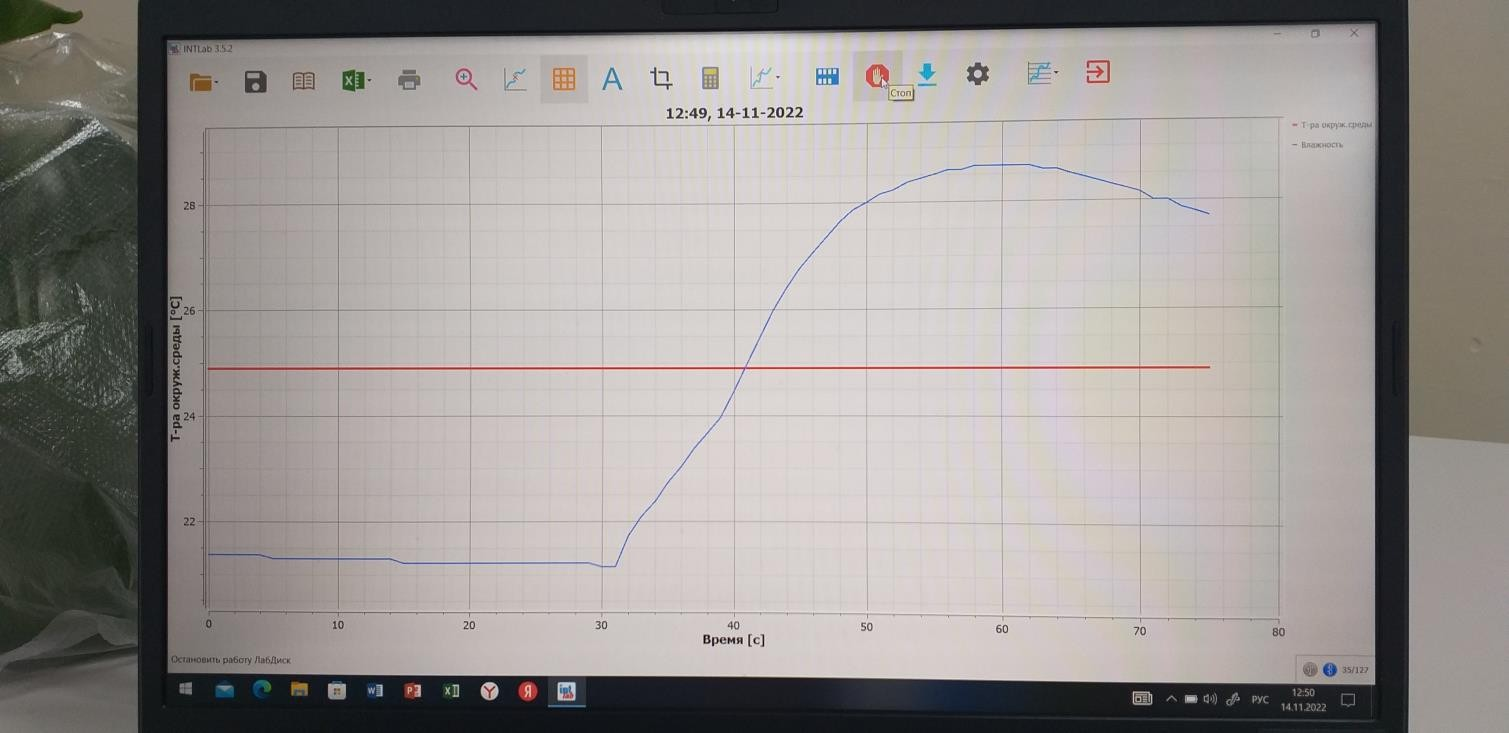 INTLab 3.5.2
Стоп
12:49, 14-11-2022
Т-ра окруж.среды
Влажность
28
26
24
22
Т-ра окруж.среды [°C]
0 10 20 30 40 50 60 70 80
Время [с]
Остановить работу ЛабДиск
35/127
12:50
РУС
14.11.2022